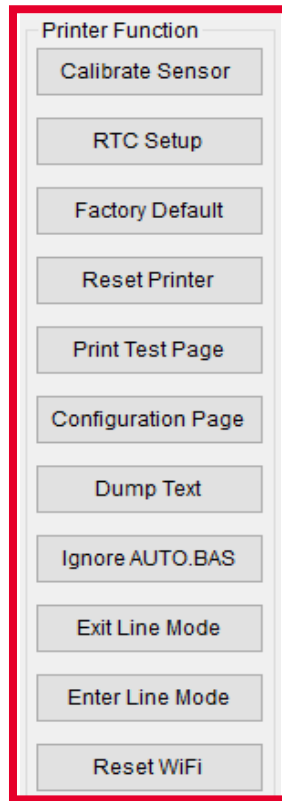 Printer Function
Calibrate Sensor
RTC Setup
Factory Default
Reset Printer
Print Test Page
Configuration Page
Dump Text
Ignore AUTO.BAS
Exit Line Mode
Enter Line Mode
Reset WiFi